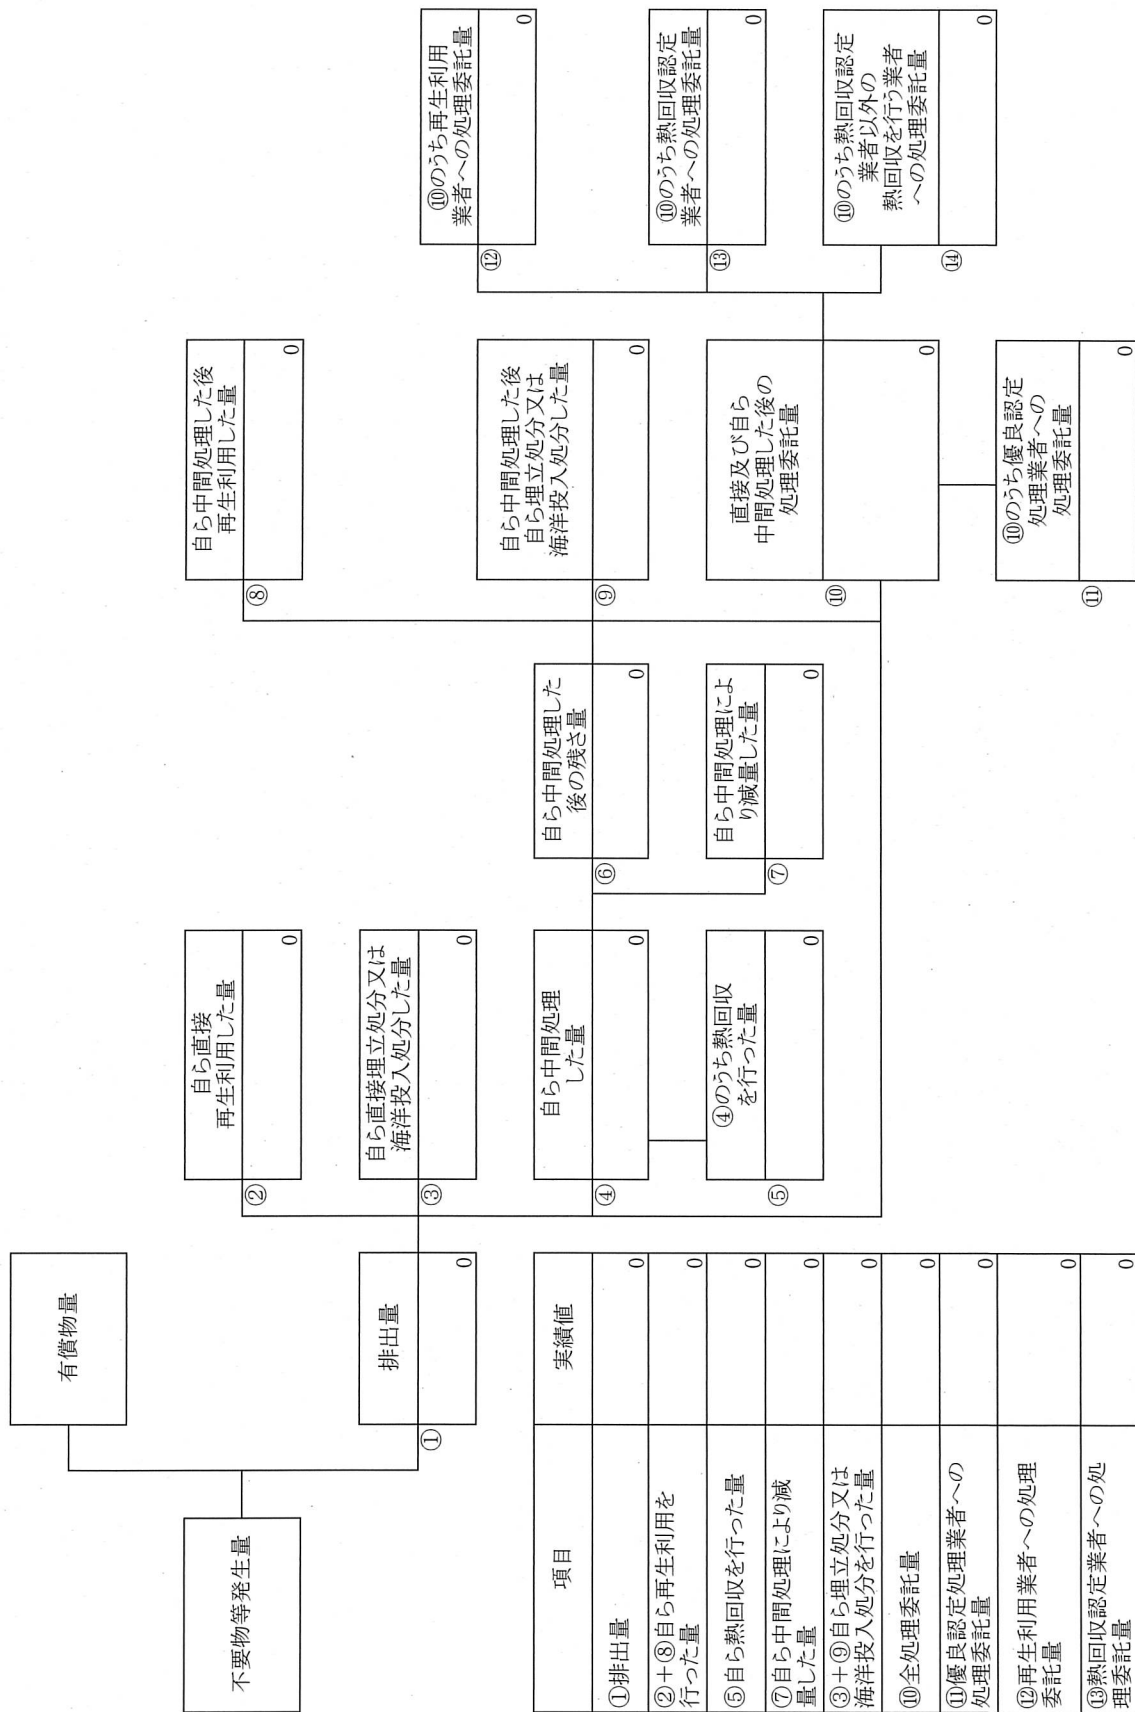 不要物等発生量
有償物量
①
排出量
0
②
自ら直接
再生利用した量
0
③
自ら直接埋立処分又は
海洋投入処分した量
0
④
自ら中間処理
した量
0
⑤
④のうち熱回収
を行った量
0
⑥
自ら中間処理した
後の残さ量
0
⑦
自ら中間処理によ
り減量した量
0
⑧
自ら中間処理した後
再生利用した量
0
⑨
自ら中間処理した後
自ら埋立処分又は
海洋投入処分した量
0
⑩
直接及び自ら
中間処理した後の
処理委託量
0
⑪
⑩のうち優良認定
処理業者への
処理委託量
0
⑫
⑩のうち再生利用
業者への処理委託量
0
⑬
⑩のうち熱回収認定
業者への処理委託量
0
⑭
⑩のうち熱回収認定
業者以外の
熱回収を行う業者
への処理委託量
0
項目 実績値
①排出量 0
②+⑧自ら再生利用を
行った量 0
⑤自ら熱回収を行った量 0
⑦自ら中間処理により減
量した量 0
③+⑨自ら埋立処分又は
海洋投入処分を行った量 0
⑩全処理委託量 0
⑪優良認定処理業者への
処理委託量 0
⑫再生利用業者への処理
委託量 0
⑬熱回収認定業者への処
理委託量 0